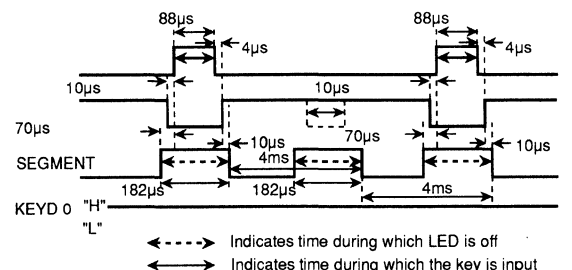 88μs
88μs
4μs
4μs
10μs
10μs
70μs
70μs
10μs
10μs
SEGMENT
4ms
182μs
182μs
4ms
KEYD 0 "H"
"L"
Indicates time during which LED is off
Indicates time during which the key is input